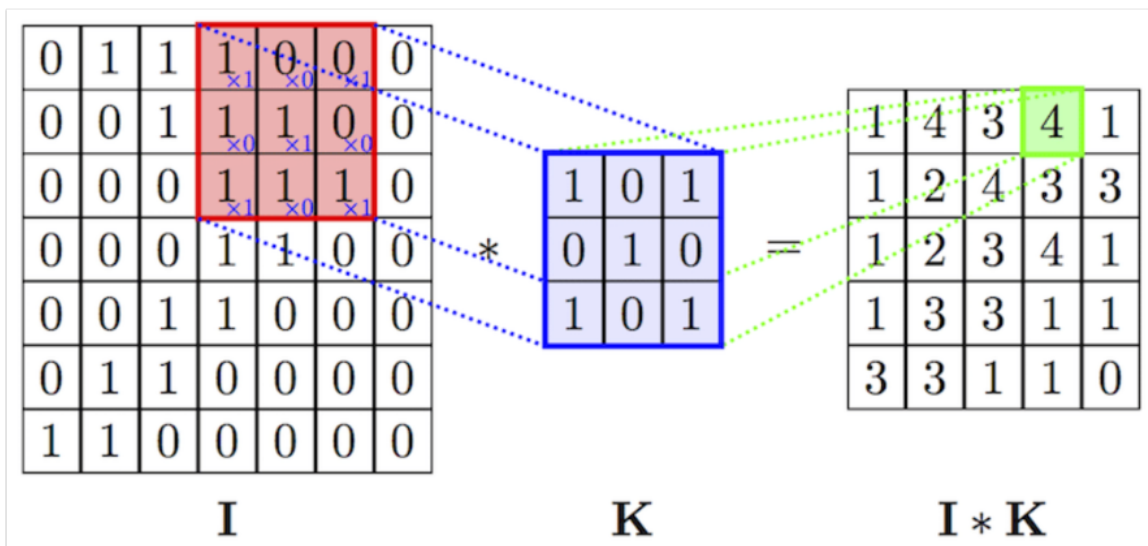 0 1 1 1 0 0 0
×1 ×0 ×1
0 0 1 1 1 0 0
×0 ×1 ×0
0 0 0 1 1 1 0
×1 ×0 ×1
0 0 0 1 1 0 0
0 0 1 1 0 0 0
0 1 1 0 0 0 0
1 1 0 0 0 0 0
I
*
1 0 1
0 1 0
1 0 1
K
=
1 4 3 4 1
1 2 4 3 3
1 2 3 4 1
1 3 3 1 1
3 3 1 1 0
I * K